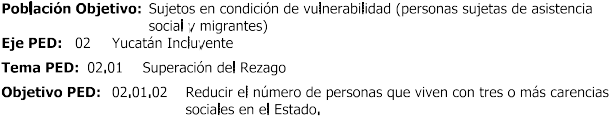 Población Objetivo: Sujetos en condición de vulnerabilidad (personas sujetas de asistencia
social y migrantes)
Eje PED: 02 Yucatán Incluyente
Tema PED: 02.01 Superación del Rezago
Objetivo PED: 02.01.02 Reducir el número de personas que viven con tres o más carencias
sociales en el Estado.